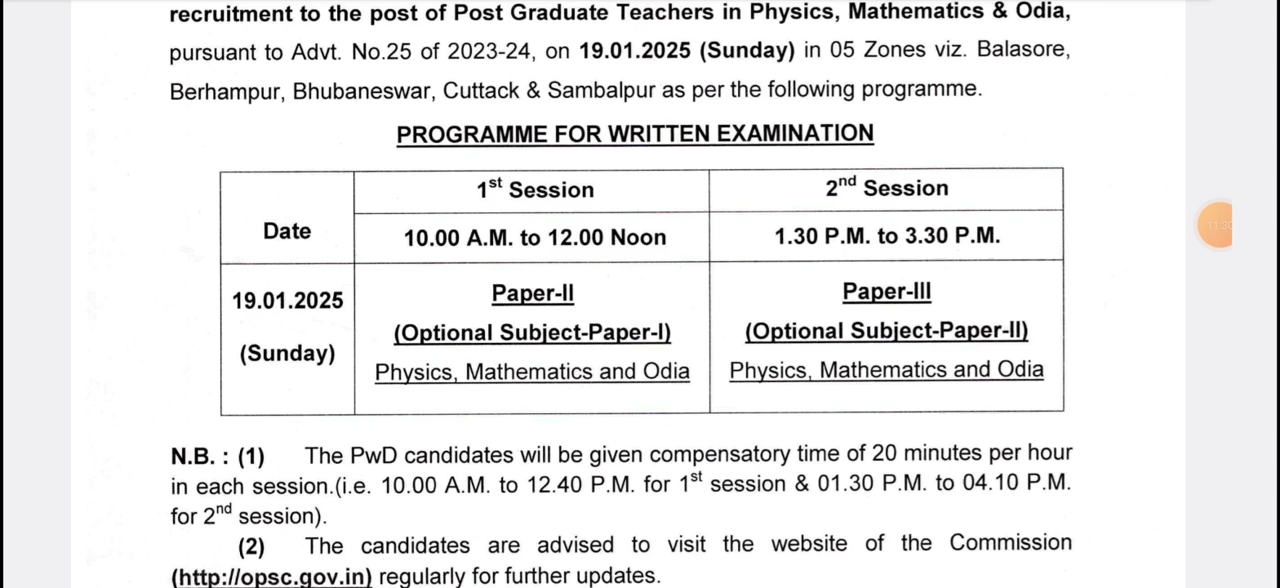 recruitment to the post of Post Graduate Teachers in Physics, Mathematics & Odia,
pursuant to Advt. No.25 of 2023-24, on 19.01.2025 (Sunday) in 05 Zones viz. Balasore,
Berhampur, Bhubaneswar, Cuttack & Sambalpur as per the following programme.
PROGRAMME FOR WRITTEN EXAMINATION
Date
1st Session
2nd Session
10.00 A.M. to 12.00 Noon
1.30 P.M. to 3.30 P.M.
19.01.2025
(Sunday)
Paper-II
(Optional Subject-Paper-I)
Physics, Mathematics and Odia
Paper-III
(Optional Subject-Paper-II)
Physics, Mathematics and Odia
N.B. : (1) The PwD candidates will be given compensatory time of 20 minutes per hour
in each session.(i.e. 10.00 A.M. to 12.40 P.M. for 1st session & 01.30 P.M. to 04.10 P.M.
for 2nd session).
(2) The candidates are advised to visit the website of the Commission
(http://opsc.gov.in) regularly for further updates.